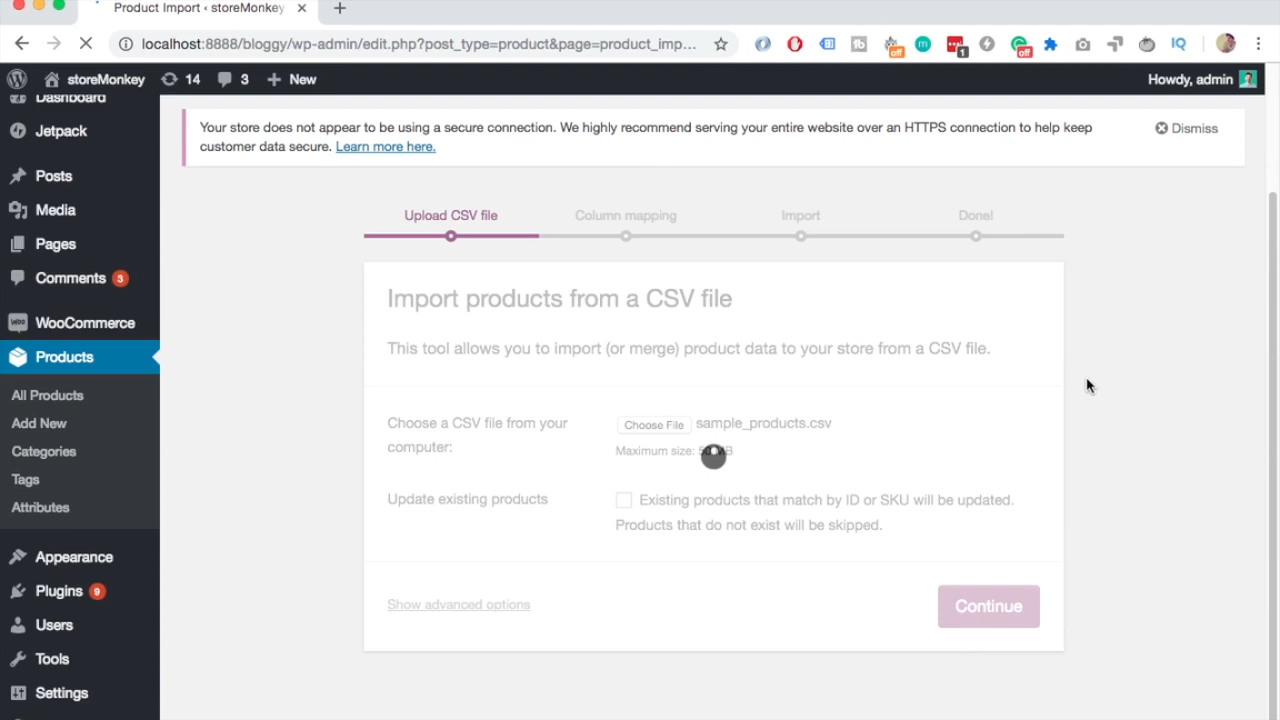 Product Import ‹ storeMonkey
localhost:8888/bloggy/wp-admin/edit.php?post_type=product&page=product_imp...
off
1
off
IQ
storeMonkey
14
3
New
Howdy, admin
Dashboard
Jetpack
Posts
Media
Pages
Comments 3
WooCommerce
Products
All Products
Add New
Categories
Tags
Attributes
Appearance
Plugins 9
Users
Tools
Settings
Your store does not appear to be using a secure connection. We highly recommend serving your entire website over an HTTPS connection to help keep
customer data secure. Learn more here.
Dismiss
Upload CSV file
Column mapping
Import
Done!
Import products from a CSV file
This tool allows you to import (or merge) product data to your store from a CSV file.
Choose a CSV file from your
computer:
Choose File sample_products.csv
Maximum size:
Update existing products
Existing products that match by ID or SKU will be updated.
Products that do not exist will be skipped.
Show advanced options
Continue